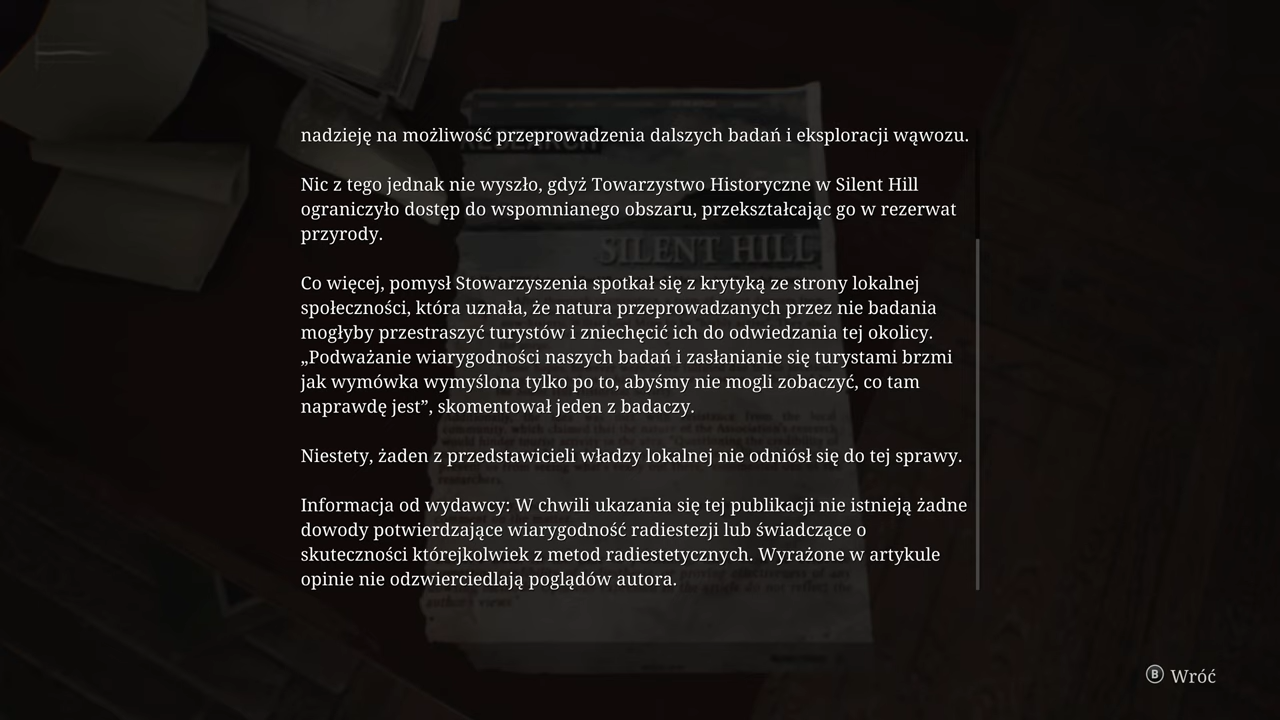 nadzieję na możliwość przeprowadzenia dalszych badań i eksploracji wąwozu.
Nic z tego jednak nie wyszło, gdyż Towarzystwo Historyczne w Silent Hill
ograniczyło dostęp do wspomnianego obszaru, przekształcając go w rezerwat
przyrody.
SILENT HILL
Co więcej, pomysł Stowarzyszenia spotkał się z krytyką ze strony lokalnej
społeczności, która uznała, że natura przeprowadzanych przez nie badania
mogłyby przestraszyć turystów i zniechęcić ich do odwiedzania tej okolicy.
„Podważanie wiarygodności naszych badań i zasłanianie się turystami brzmi
jak wymówka wymyślona tylko po to, abyśmy nie mogli zobaczyć, co tam
naprawdę jest”, skomentował jeden z badaczy.
Niestety, żaden z przedstawicieli władzy lokalnej nie odniósł się do tej sprawy.
Informacja od wydawcy: W chwili ukazania się tej publikacji nie istnieją żadne
dowody potwierdzające wiarygodność radiestezji lub świadczące o
skuteczności którejkolwiek z metod radiestetycznych. Wyrażone w artykule
opinie nie odzwierciedlają poglądów autora.
B Wróć